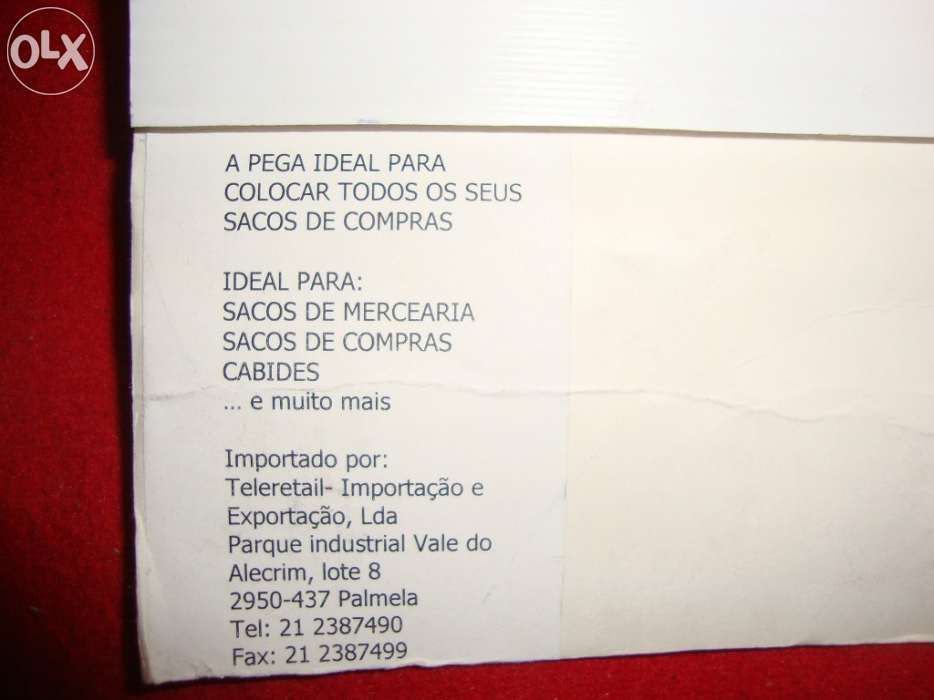 OLX
A PEGA IDEAL PARA
COLOCAR TODOS OS SEUS
SACOS DE COMPRAS
IDEAL PARA:
SACOS DE MERCEARIA
SACOS DE COMPRAS
CABIDES
... e muito mais
Importado por:
Teleretail- Importação e
Exportação, Lda
Parque industrial Vale do
Alecrim, lote 8
2950-437 Palmela
Tel: 21 2387490
Fax: 21 2387499